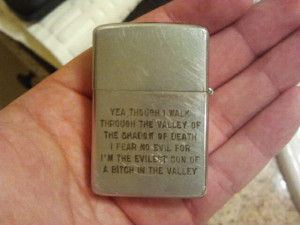 YEA THOUGH I WALK
THROUGH THE VALLEY OF
THE SHADOW OF DEATH
I FEAR NO EVIL FOR
I'M THE EVILEST SON OF
A BITCH IN THE VALLEY